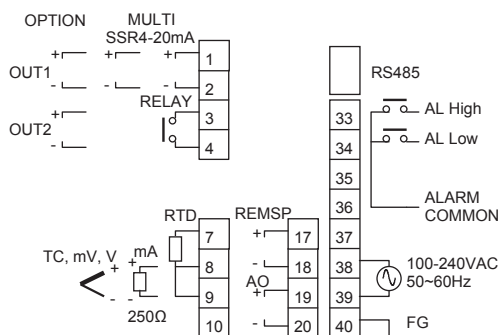 OPTION MULTI
SSR4-20mA
+ + +
OUT1
- - -
1
2
RELAY
+
OUT2
-
3
4
RS485
33
34
35
36
37
38
39
40
AL High
AL Low
ALARM
COMMON
100-240VAC
50~60Hz
FG
RTD
7
8
9
10
REMSP
+
-
AO
+
-
17
18
19
20
TC, mV, V mA
+ +
- -
250Ω